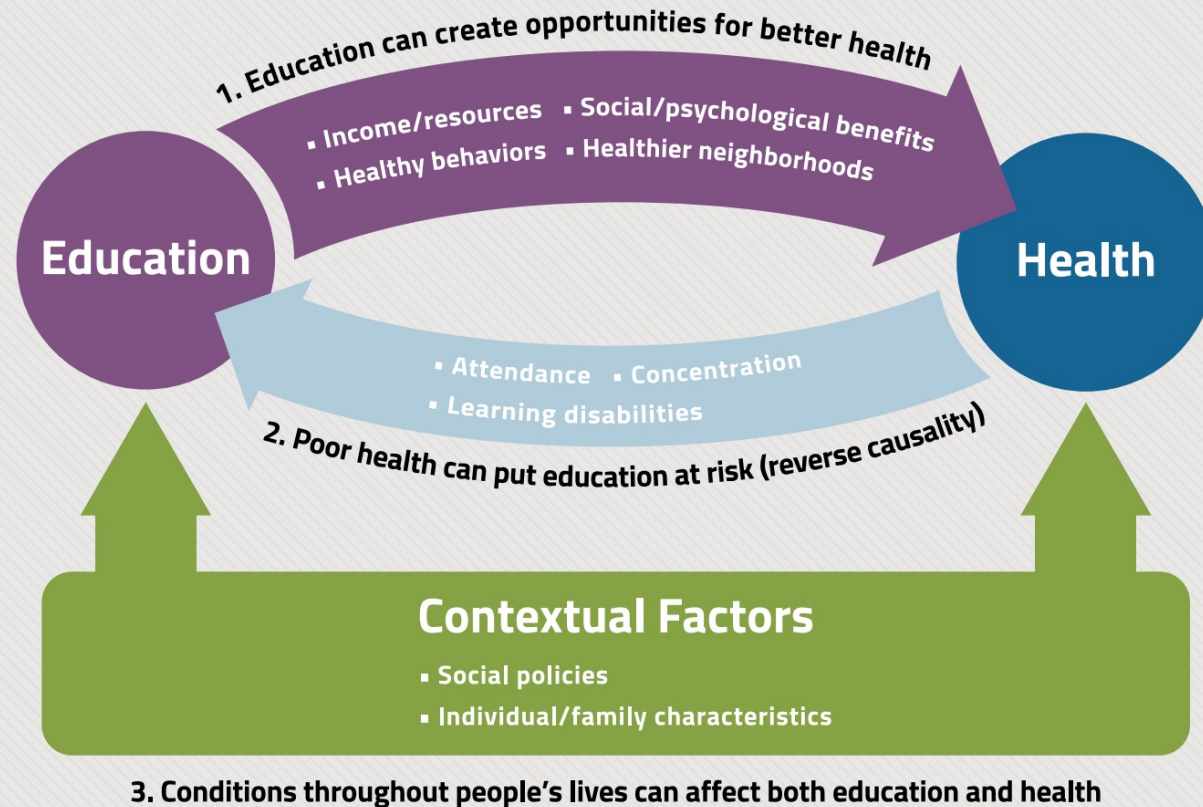 1. Education can create opportunities for better health
▪ Income/resources ▪ Social/psychological benefits
▪ Healthy behaviors ▪ Healthier neighborhoods
Education
Health
▪ Attendance ▪ Concentration
▪ Learning disabilities
2. Poor health can put education at risk (reverse causality)
Contextual Factors
▪ Social policies
▪ Individual/family characteristics
3. Conditions throughout people’s lives can affect both education and health